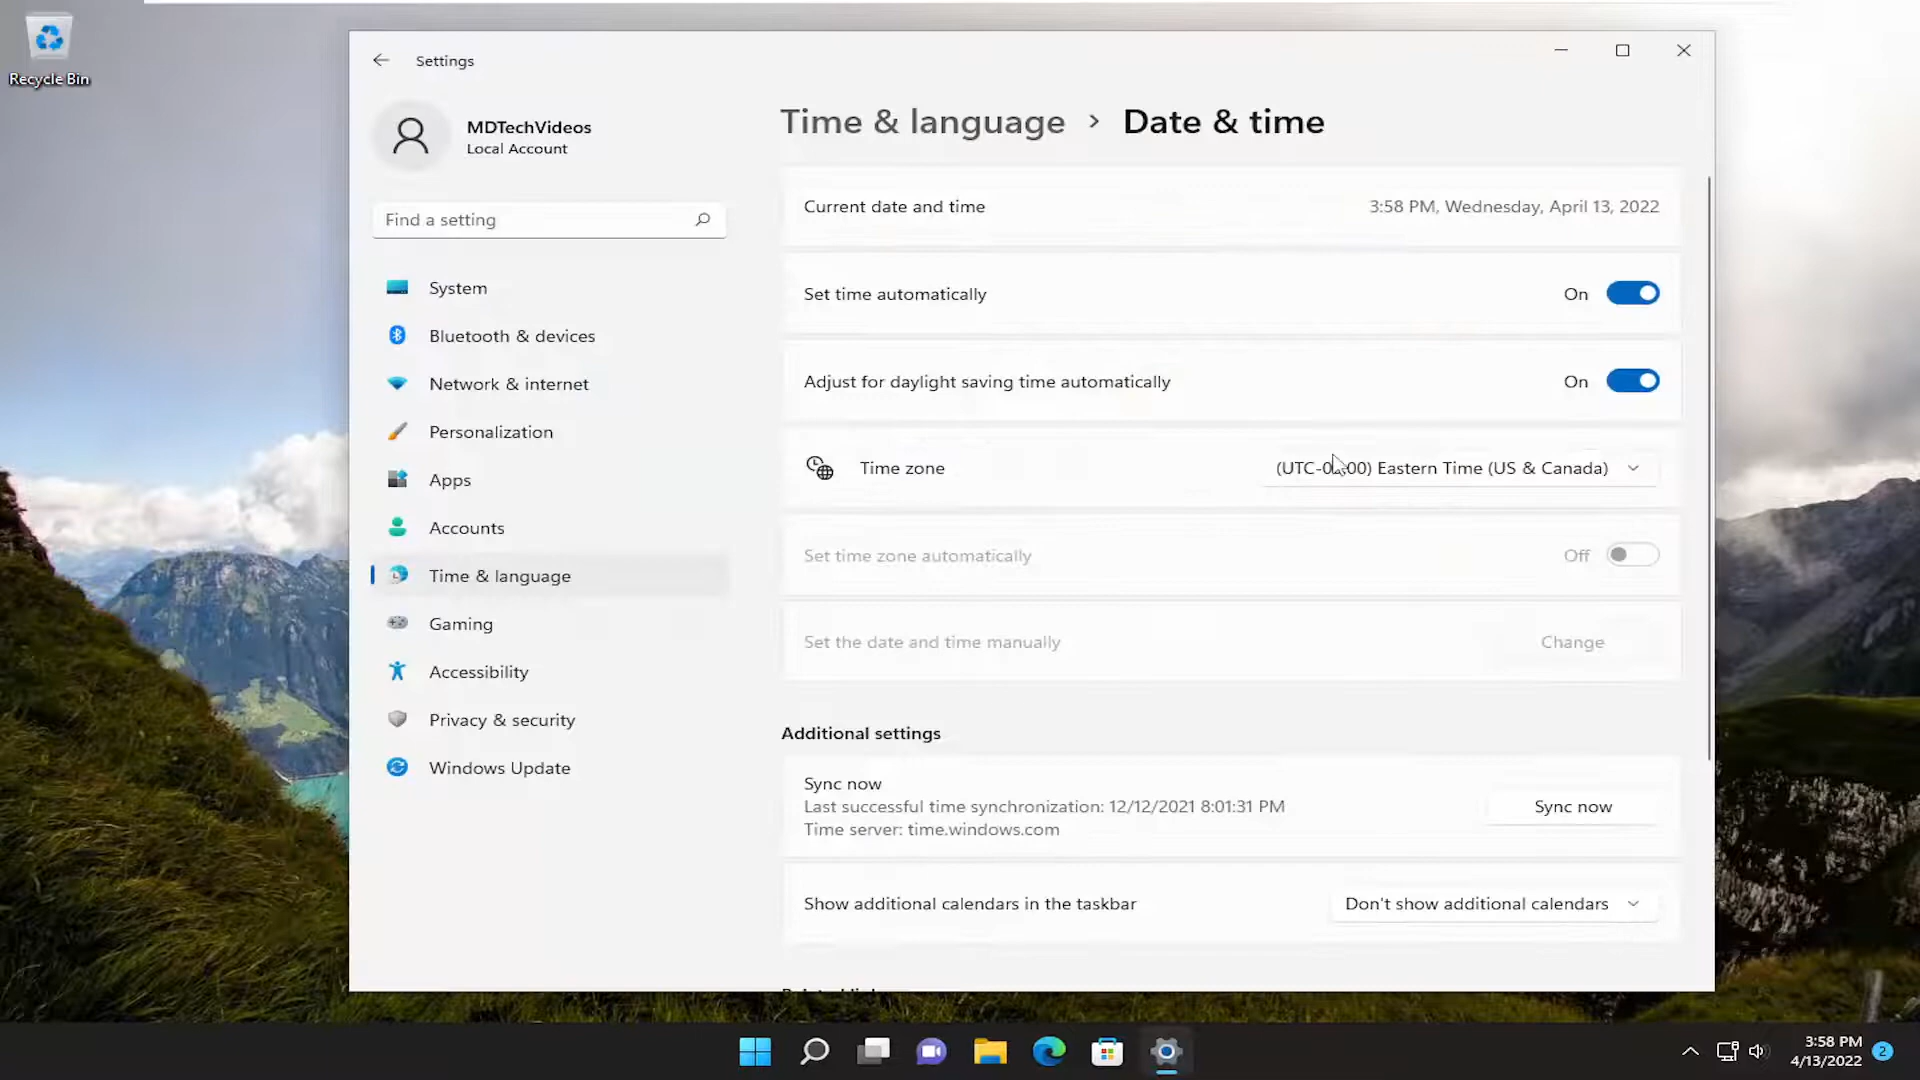 Recycle Bin
Settings
MDTechVideos
Local Account
Find a setting
System
Bluetooth & devices
Network & internet
Personalization
Apps
Accounts
Time & language
Gaming
Accessibility
Privacy & security
Windows Update
Time & language > Date & time
Current date and time 3:58 PM, Wednesday, April 13, 2022
Set time automatically On
Adjust for daylight saving time automatically On
Time zone Eastern Time (US & Canada)
Set time zone automatically Off
Set the date and time manually Change
Additional settings
Sync now
Last successful time synchronization: 12/12/2021 8:01:31 PM
Time server: time.windows.com
Sync now
Show additional calendars in the taskbar Don't show additional calendars
3:58 PM
4/13/2022
2